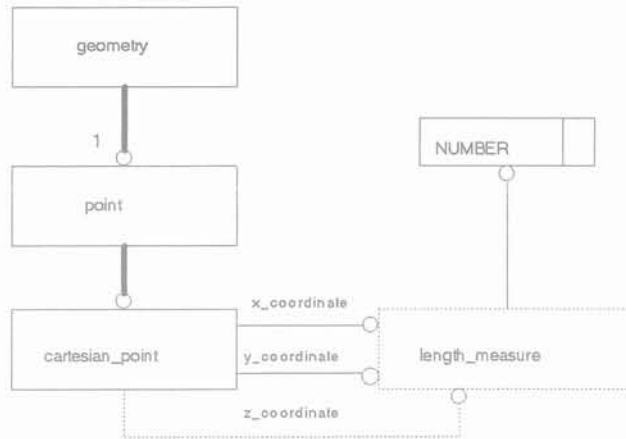 geometry
1
NUMBER
point
x_coordinate
cartesian_point
y_coordinate
length_measure
z_coordinate